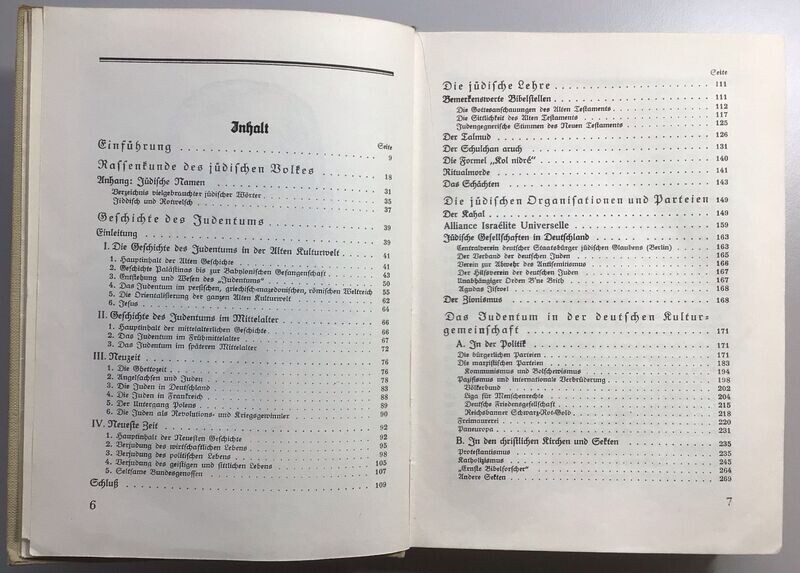 Inhalt
Seite
Einführung 9
Rassenkunde des jüdischen Volkes 18
Anhang: Jüdische Namen 31
Verzeichnis vielgebrauchter jüdischer Wörter 35
Jiddisch und Rotwelsch 37
Geschichte des Judentums 39
Einleitung 39
I. Die Geschichte des Judentums in der Alten Kulturwelt 41
1. Hauptinhalt der Alten Geschichte 41
2. Geschichte Palästinas bis zur Babylonischen Gefangenschaft 43
3. Entstehung und Wesen des „Judentums“ 50
4. Das Judentum im persischen, griechisch-mazedonischen, römischen Weltreich 55
5. Die Orientalisierung der ganzen Alten Kulturwelt 62
6. Jesus 64
II. Geschichte des Judentums im Mittelalter 66
1. Hauptinhalt der mittelalterlichen Geschichte 66
2. Das Judentum im Frühmittelalter 67
3. Das Judentum im späteren Mittelalter 72
III. Neuzeit 76
1. Die Ghettozeit 76
2. Angelsachsen und Juden 78
3. Die Juden in Deutschland 83
4. Die Juden in Frankreich 88
5. Der Untergang Polens 89
6. Die Juden als Revolutions- und Kriegsgewinnler 90
IV. Neueste Zeit 92
1. Hauptinhalt der Neuesten Geschichte 92
2. Verjudung des wirtschaftlichen Lebens 95
3. Verjudung des politischen Lebens 98
4. Verjudung des geistigen und sittlichen Lebens 105
5. Seltsame Bundesgenossen 107
Schluß 109
6
Seite
Die jüdische Lehre 111
Bemerkenswerte Bibelstellen 111
Die Gottesanschauungen des Alten Testaments 112
Die Sittlichkeit des Alten Testaments 117
Judengegnerische Stimmen des Neuen Testaments 125
Der Talmud 126
Der Schulchan aruch 131
Die Formel „Kol nidré“ 140
Ritualmorde 141
Das Schächten 143
Die jüdischen Organisationen und Parteien 149
Der Kahal 149
Alliance Israélite Universelle 159
Jüdische Gesellschaften in Deutschland 163
Centralverein deutscher Staatsbürger jüdischen Glaubens (Berlin) 163
Der Verband der deutschen Juden 165
Verein zur Abwehr des Antisemitismus 166
Der Hilfsverein der deutschen Juden 167
Unabhängiger Orden B'ne Brith 167
Agudas Jisroel 168
Der Zionismus 168
Das Judentum in der deutschen Kultur-
gemeinschaft 171
A. In der Politik 171
Die bürgerlichen Parteien 171
Die marxistischen Parteien 183
Kommunismus und Bolschewismus 194
Pazifismus und internationale Verbrüderung 198
Völkerbund 202
Liga für Menschenrechte 204
Deutsche Friedensgesellschaft 215
Reichsbanner Schwarz-Rot-Gold 218
Freimaurerei 220
Paneuropa 231
B. In den christlichen Kirchen und Sekten 235
Protestantismus 235
Katholizismus 245
„Ernste Bibelforscher“ 264
Andere Sekten 269
7